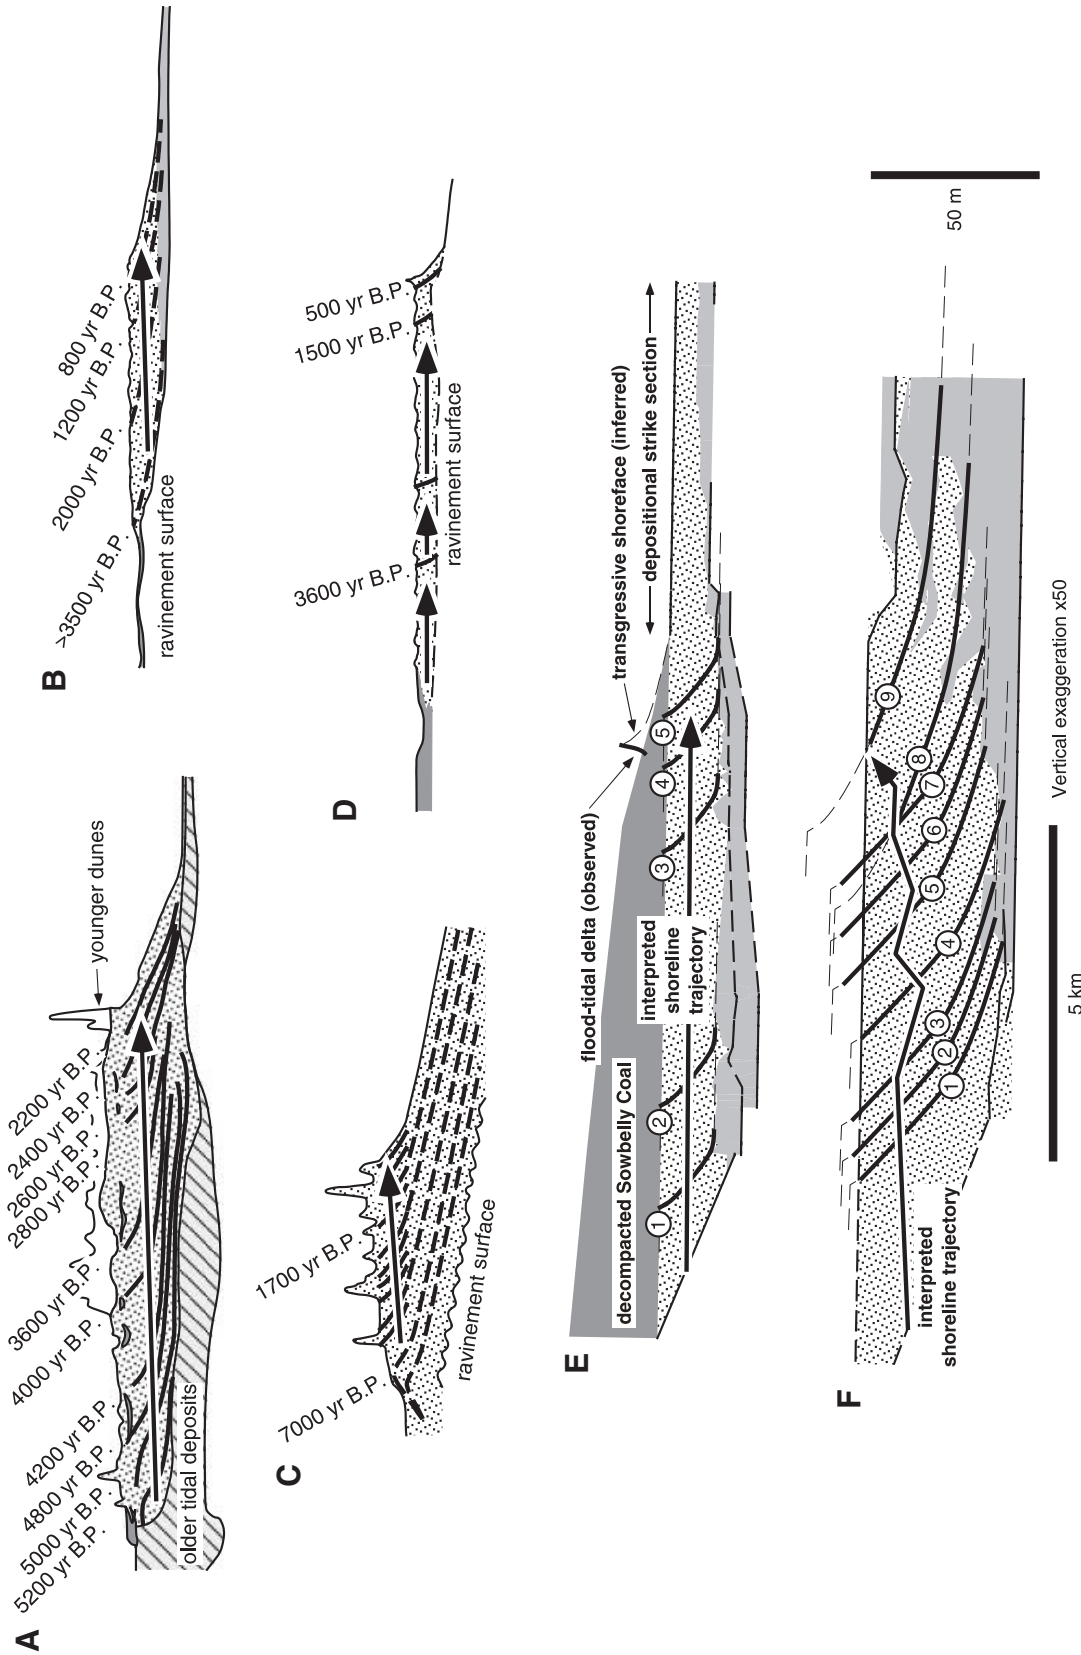 A
5200 yr B.P.
5000 yr B.P.
4800 yr B.P.
4200 yr B.P.
4000 yr B.P.
3600 yr B.P.
2800 yr B.P.
2600 yr B.P.
2400 yr B.P.
2200 yr B.P.
younger dunes
older tidal deposits
B
>3500 yr B.P.
2000 yr B.P.
1200 yr B.P.
800 yr B.P.
ravinement surface
C
7000 yr B.P.
1700 yr B.P.
ravinement surface
D
3600 yr B.P.
1500 yr B.P.
500 yr B.P.
ravinement surface
E
decompacted Sowbelly Coal
flood-tidal delta (observed)
transgressive shoreface (inferred)
depositional strike section
interpreted
shoreline
trajectory
1
2
3
4
5
F
interpreted
shoreline trajectory
1
2
3
4
5
6
7
8
9
5 km
Vertical exaggeration x50
50 m